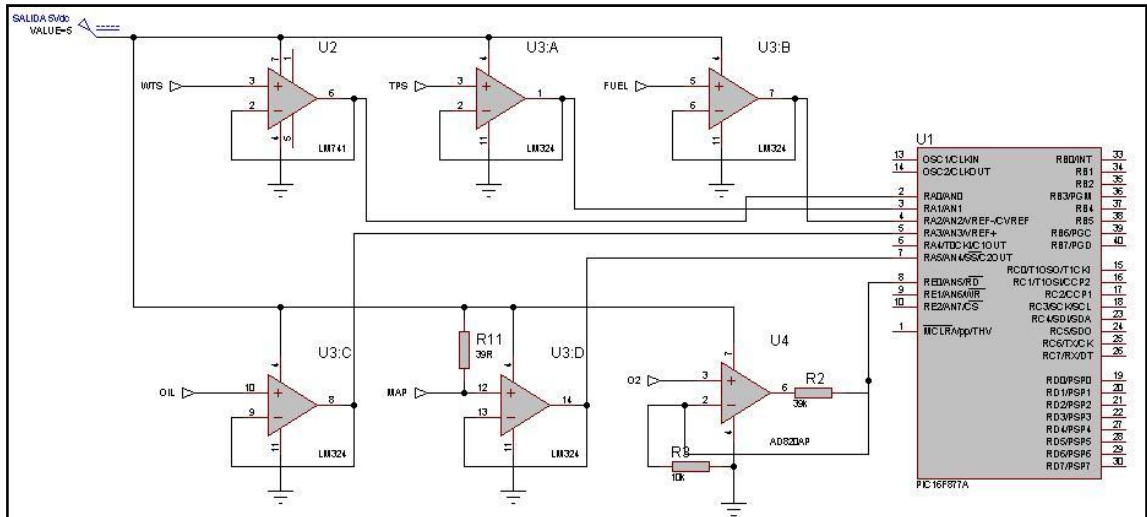 SALIDA 5Vdc
VALUE=5
U2
U3:A
U3:B
WTS
3
2
6
7
1
4
5
LM741
TPS
3
2
1
4
11
LM324
FUEL
5
6
7
4
11
LM324
U1
13 OSC1/CLKIN
14 OSC2/CLKOUT
2 RA0/AN0
3 RA1/AN1
4 RA2/AN2/VREF-/CVREF
5 RA3/AN3/VREF+
6 RA4/T0CKI/C1OUT
7 RA5/AN4/SS/C2OUT
8 RE0/AN5/RD
9 RE1/AN6/WR
10 RE2/AN7/CS
1 MCLR/Vpp/THV
RB0/INT 33
RB1 34
RB2 35
RB3/PGM 36
RB4 37
RB5 38
RB6/PGC 39
RB7/PGD 40
RC0/T1OSO/T1CKI 15
RC1/T1OSI/CCP2 16
RC2/CCP1 17
RC3/SCK/SCL 18
RC4/SDI/SDA 23
RC5/SDO 24
RC6/TX/CK 25
RC7/RX/DT 26
RD0/PSP0 19
RD1/PSP1 20
RD2/PSP2 21
RD3/PSP3 22
RD4/PSP4 27
RD5/PSP5 28
RD6/PSP6 29
RD7/PSP7 30
PIC16F877A
U3:C
OIL
10
9
8
4
11
LM324
R11
39R
U3:D
MAP
12
13
14
4
11
LM324
U4
O2
3
2
6
7
4
AD820AP
R2
39k
R3
10k